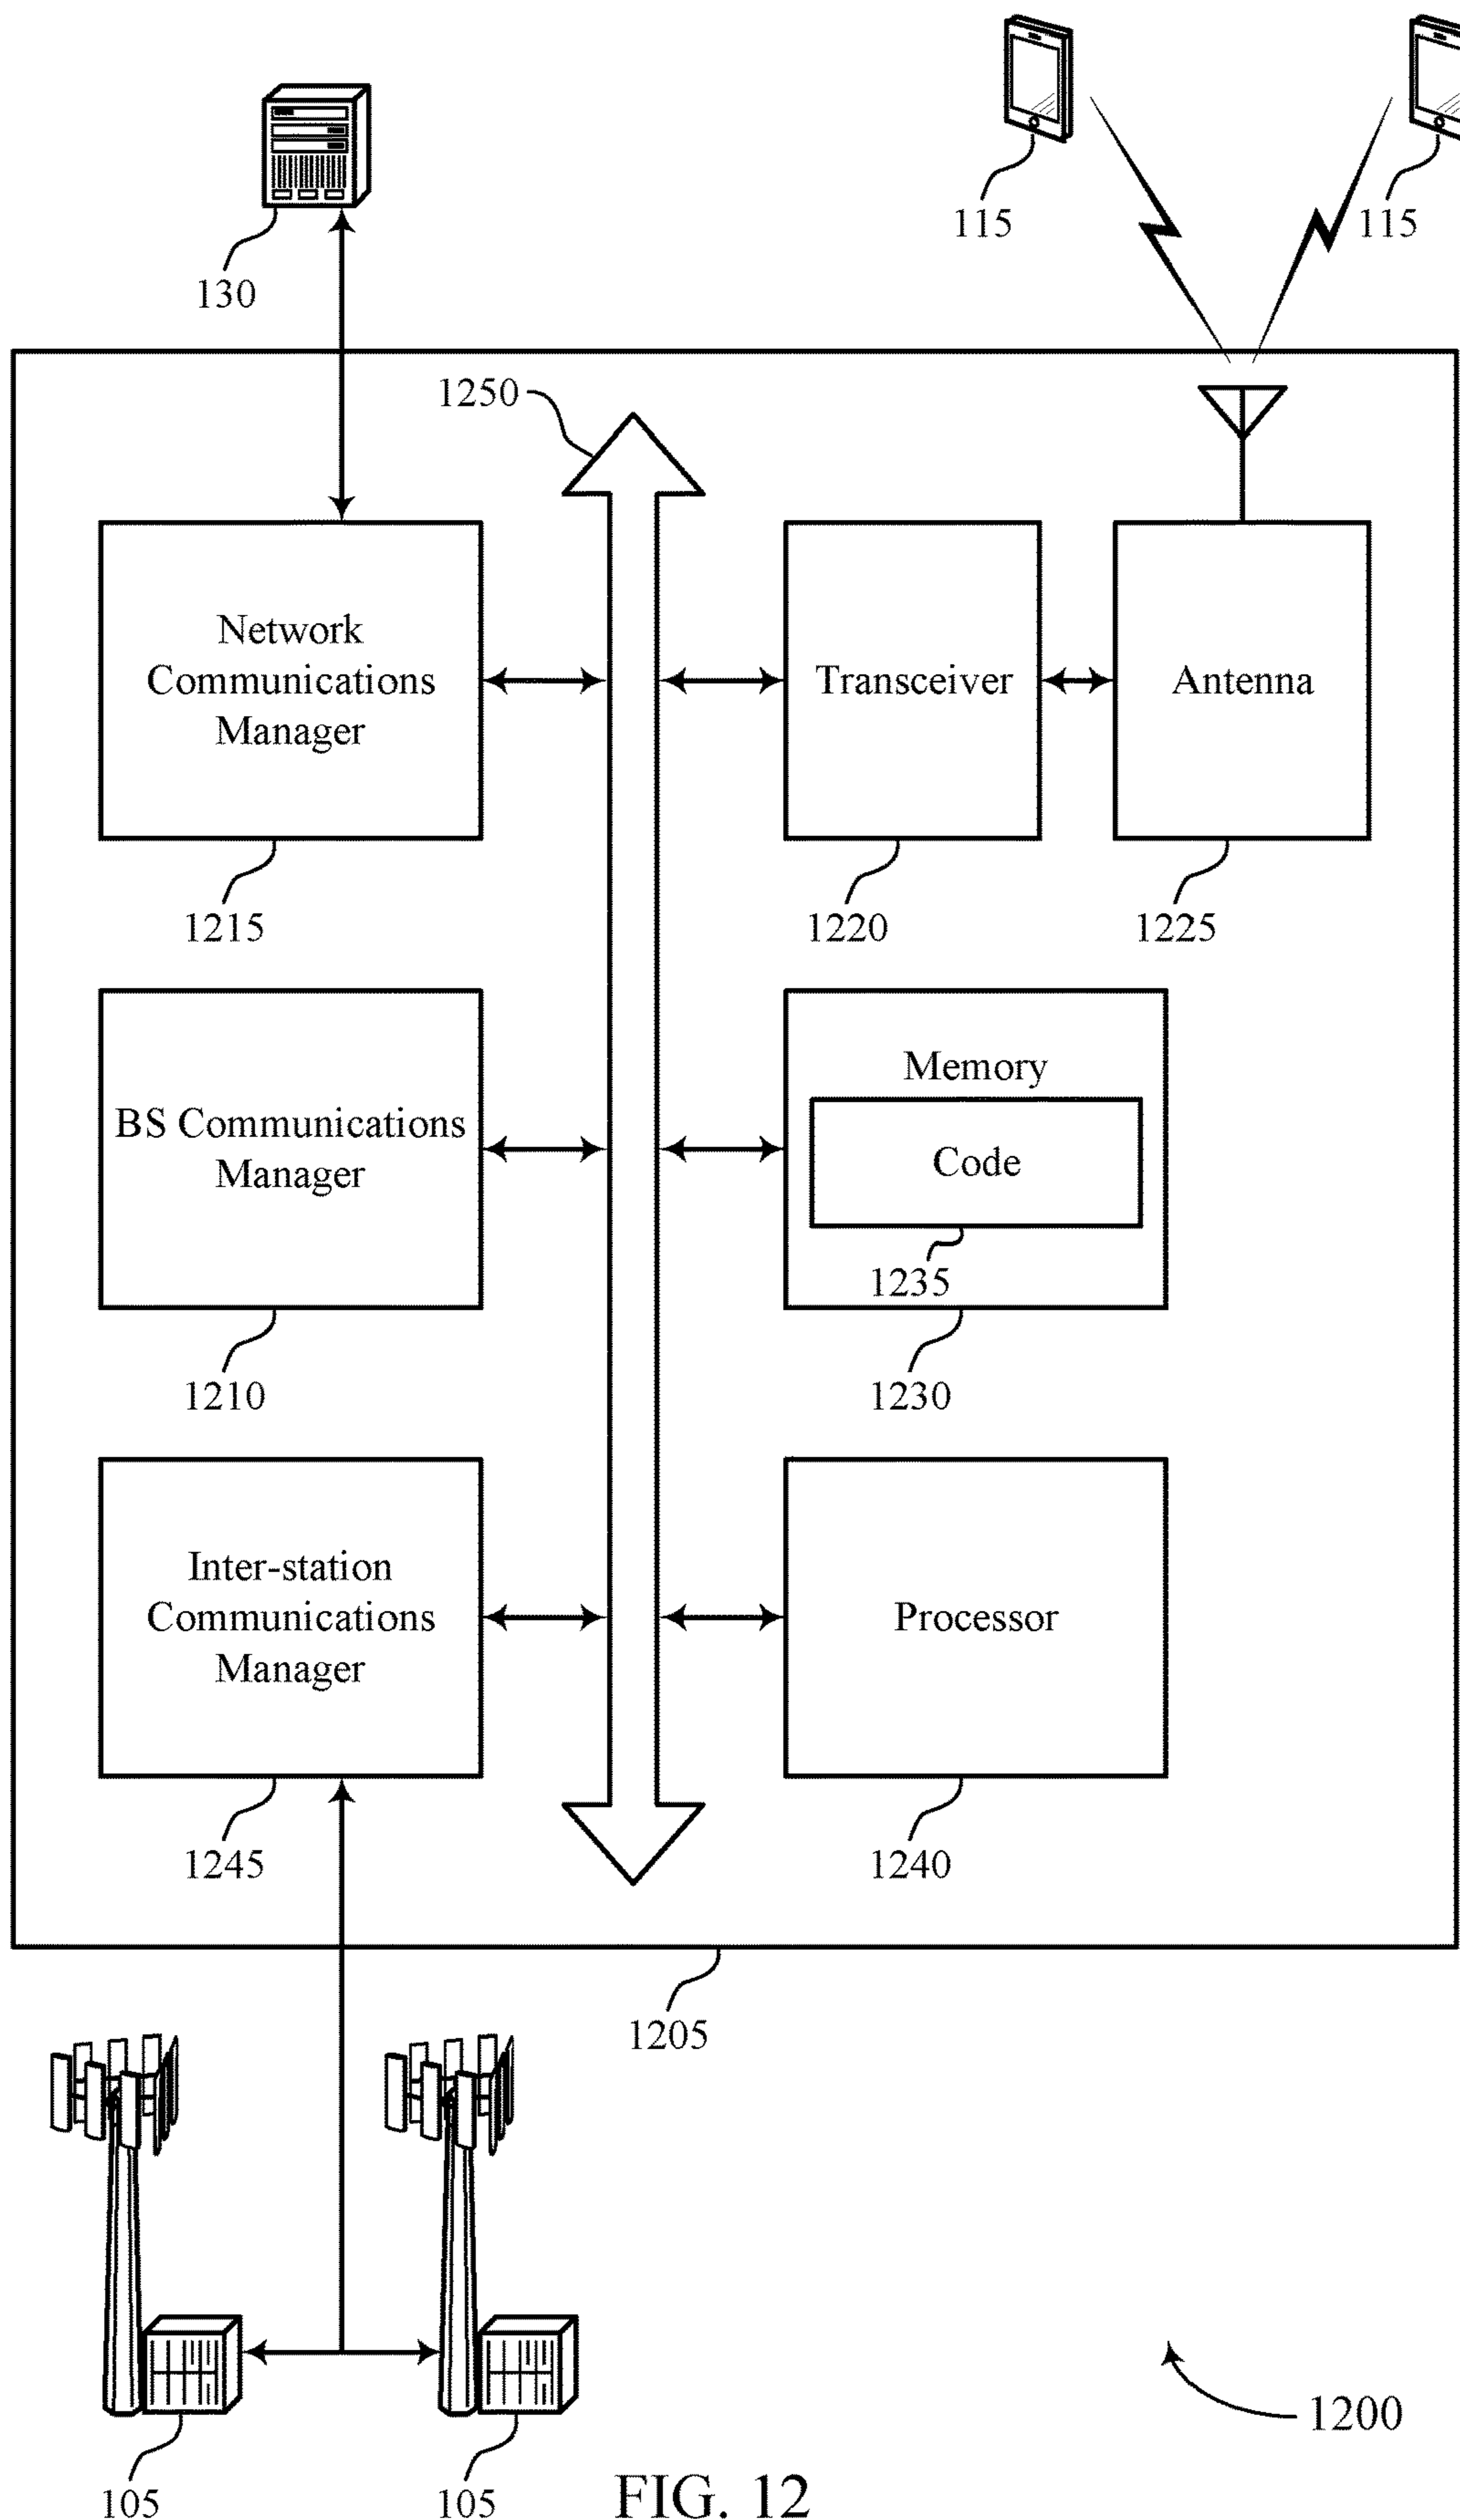 115
115
130
1250
Network
Communications
Manager
Transceiver
Antenna
1215
1220
1225
BS Communications
Manager
Memory
Code
1235
1210
1230
Inter-station
Communications
Manager
Processor
1245
1240
1205
1200
105
105
FIG. 12